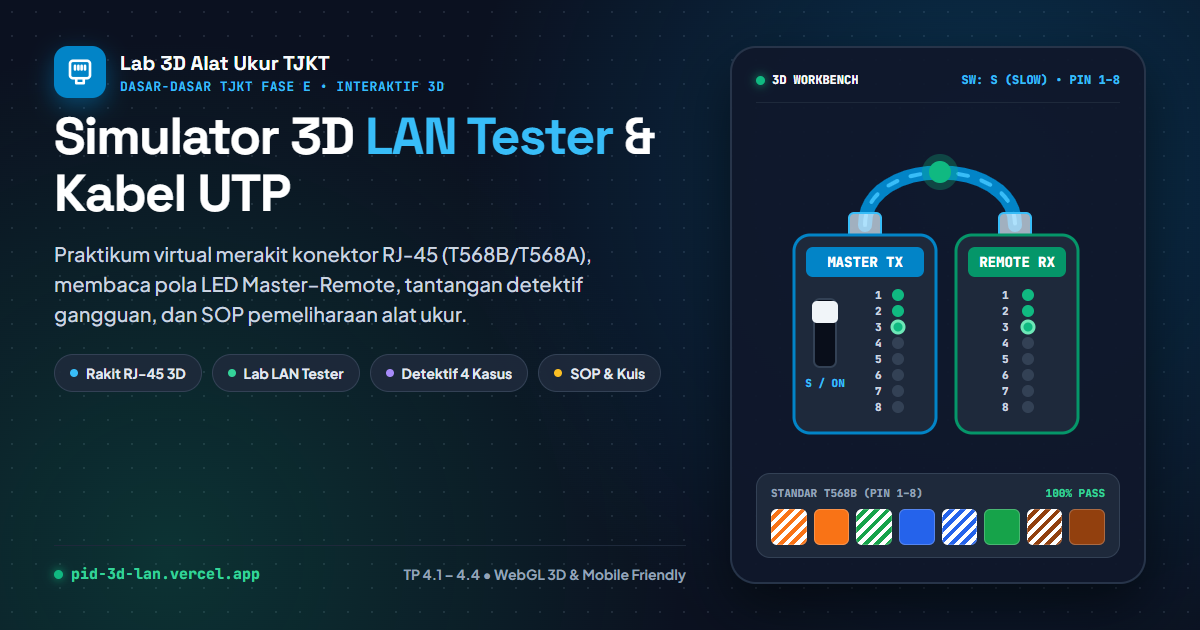 Lab 3D Alat Ukur TJKT
DASAR-DASAR TJKT FASE E • INTERAKTIF 3D
Simulator 3D LAN Tester &
Kabel UTP
Praktikum virtual merakit konektor RJ-45 (T568B/T568A),
membaca pola LED Master–Remote, tantangan detektif
gangguan, dan SOP pemeliharaan alat ukur.
Rakit RJ-45 3D
Lab LAN Tester
Detektif 4 Kasus
SOP & Kuis
pid-3d-lan.vercel.app
TP 4.1 – 4.4 • WebGL 3D & Mobile Friendly
3D WORKBENCH
SW: S (SLOW) • PIN 1–8
MASTER TX
1
2
3
4
5
6
7
8
S / ON
REMOTE RX
1
2
3
4
5
6
7
8
STANDAR T568B (PIN 1–8)
100% PASS